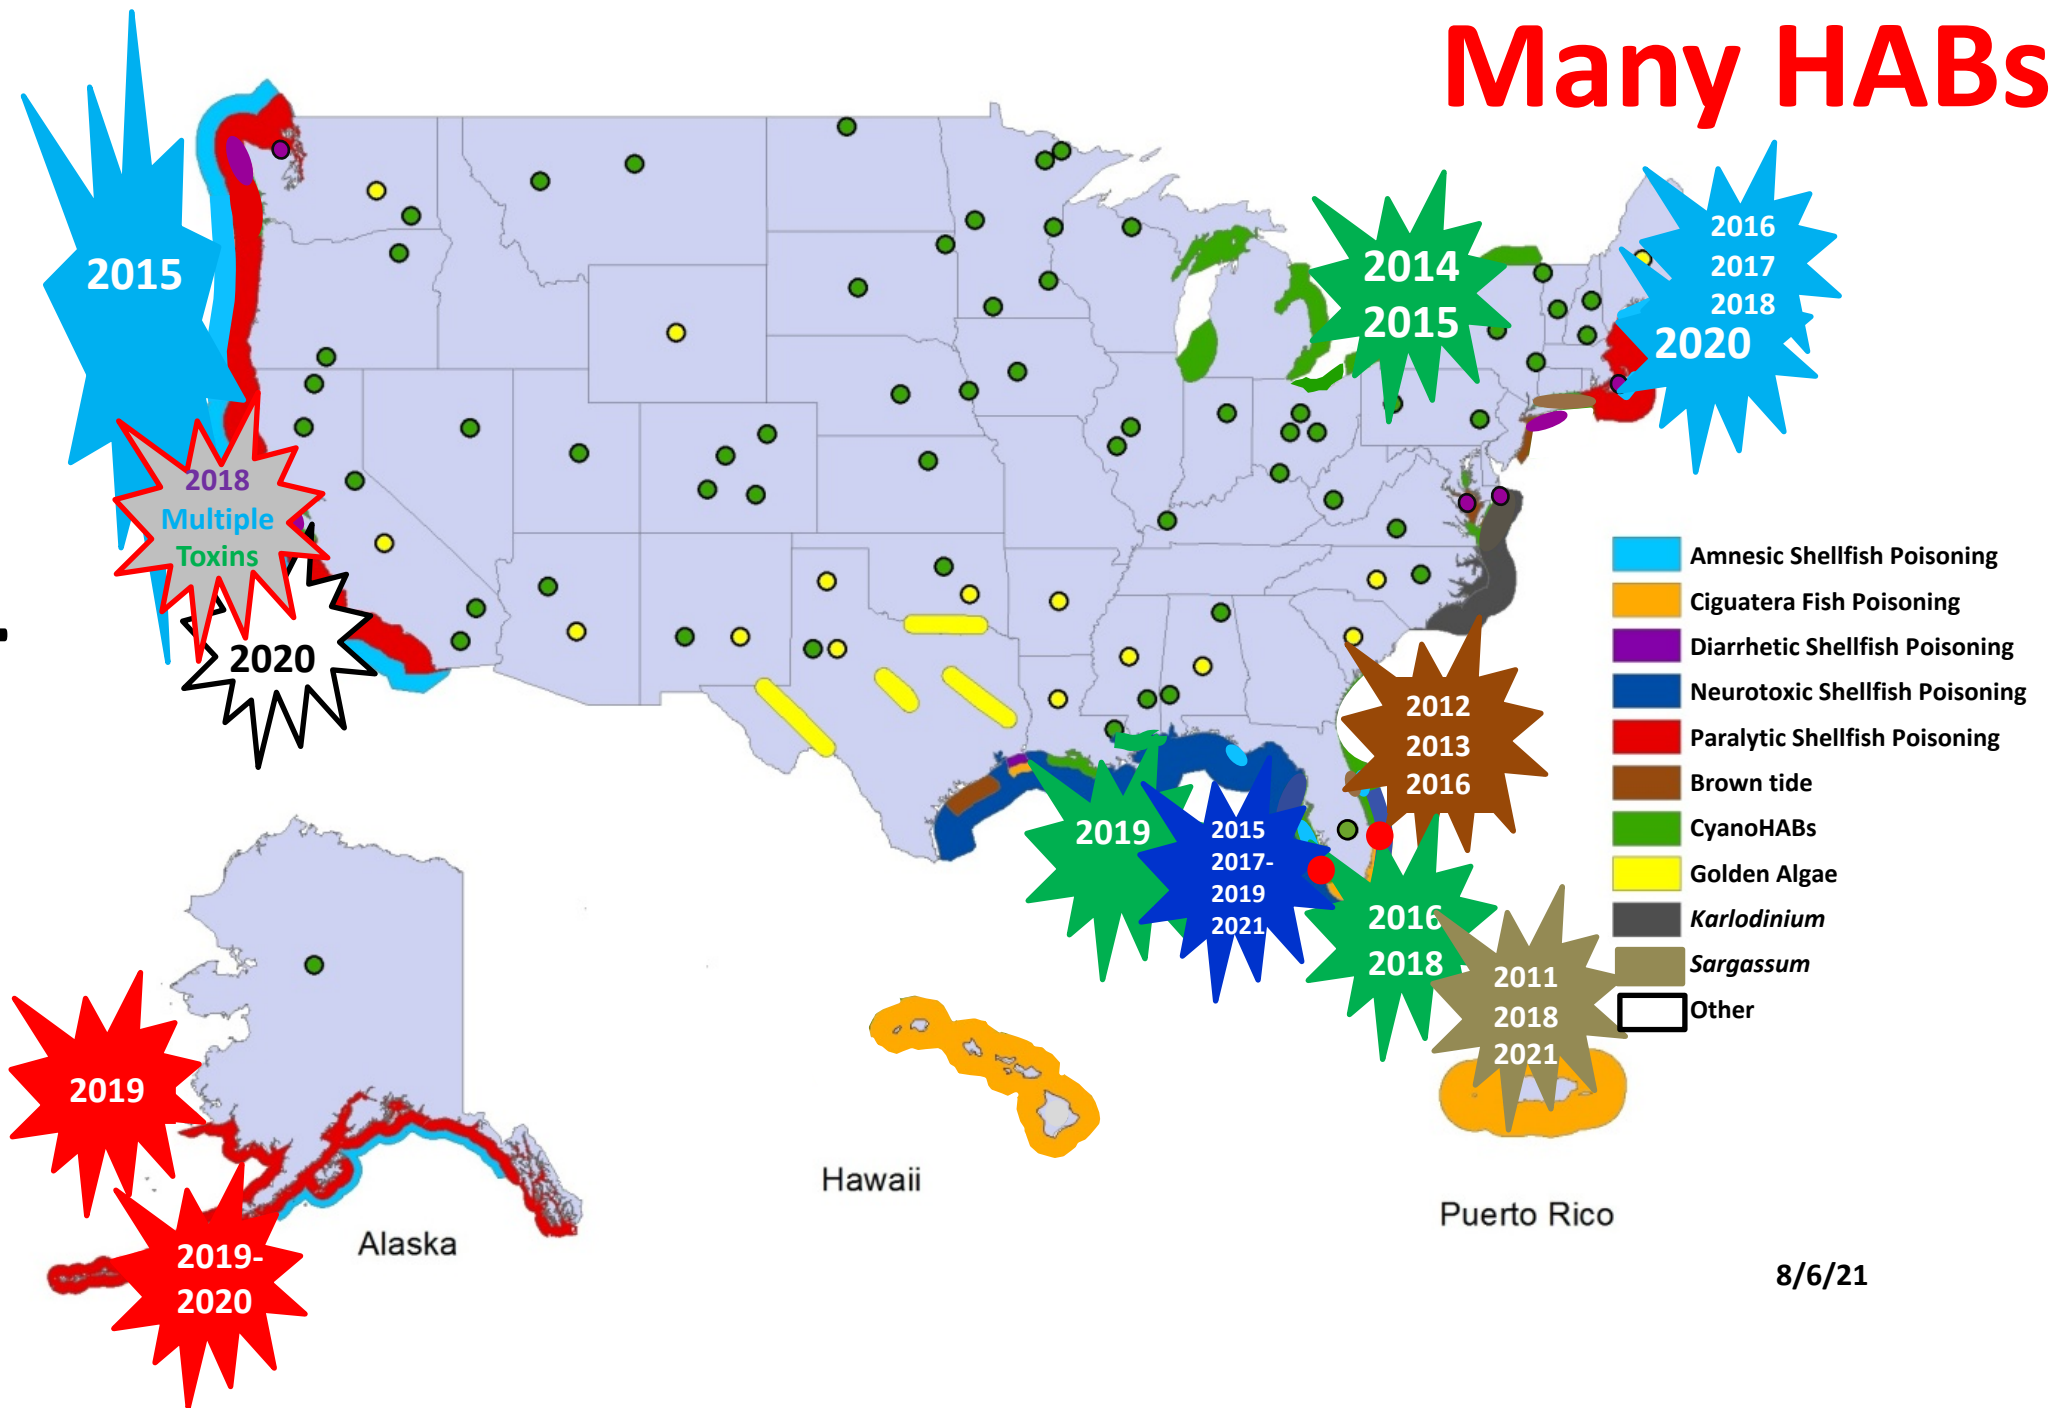 Many HABs
2015
2014
2015
2016
2017
2018
2020
2018
Multiple
Toxins
2020
Amnesic Shellfish Poisoning
Ciguatera Fish Poisoning
Diarrhetic Shellfish Poisoning
Neurotoxic Shellfish Poisoning
Paralytic Shellfish Poisoning
Brown tide
CyanoHABs
Golden Algae
Karlodinium
Sargassum
Other
2012
2013
2016
2019
2015
2017-
2019
2021
2016
2018
2011
2018
2021
2019
2019-
2020
Alaska
Hawaii
Puerto Rico
8/6/21